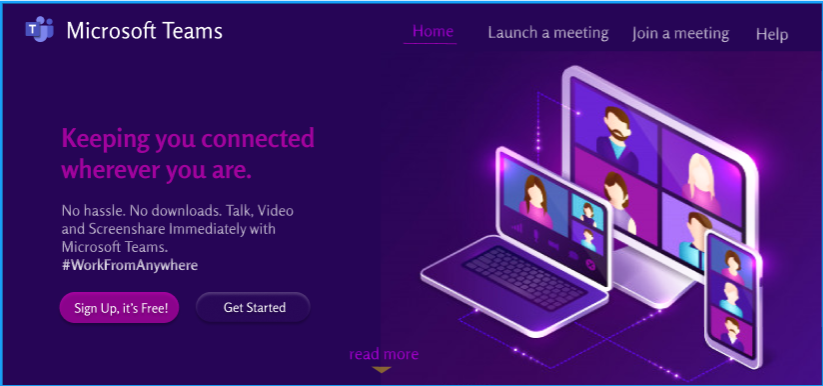 Microsoft Teams
Home
Launch a meeting
Join a meeting
Help
Keeping you connected
wherever you are.
No hassle. No downloads. Talk, Video
and Screenshare Immediately with
Microsoft Teams.
#WorkFromAnywhere
Sign Up, it's Free!
Get Started
read more